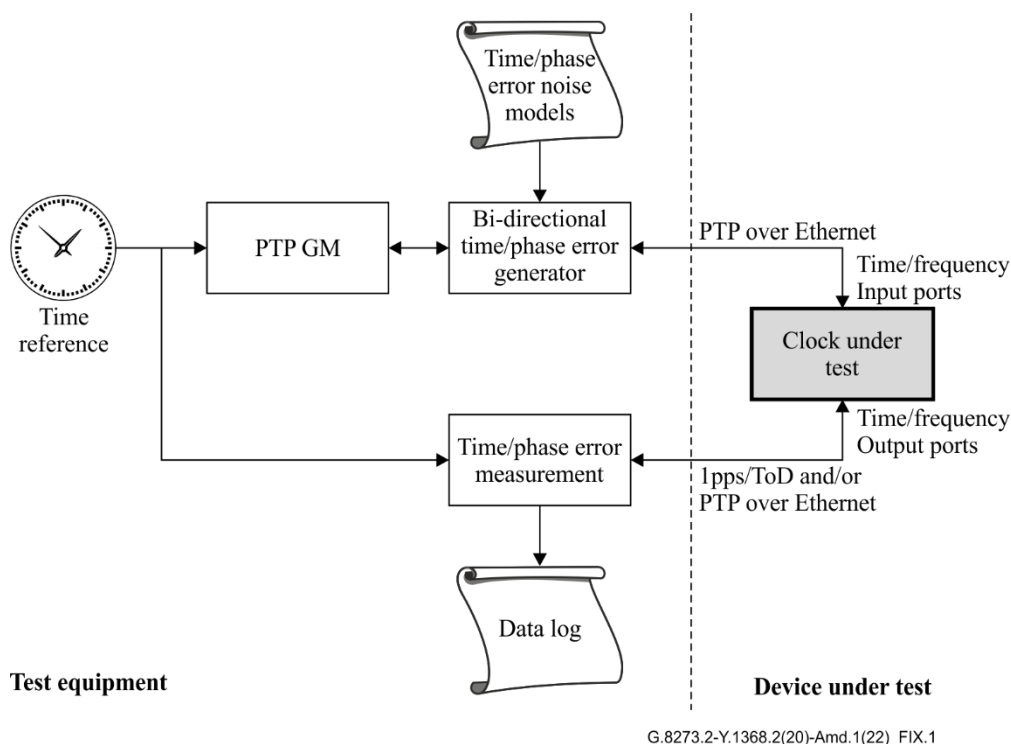 Time/phase
error noise
models
PTP GM
Bi-directional
time/phase error
generator
PTP over Ethernet
Time/frequency
Input ports
Time
reference
Clock under
test
Time/frequency
Output ports
Time/phase error
measurement
1pps/ToD and/or
PTP over Ethernet
Data log
Test equipment
Device under test
G.8273.2-Y.1368.2(20)-Amd.1(22)_FIX.1